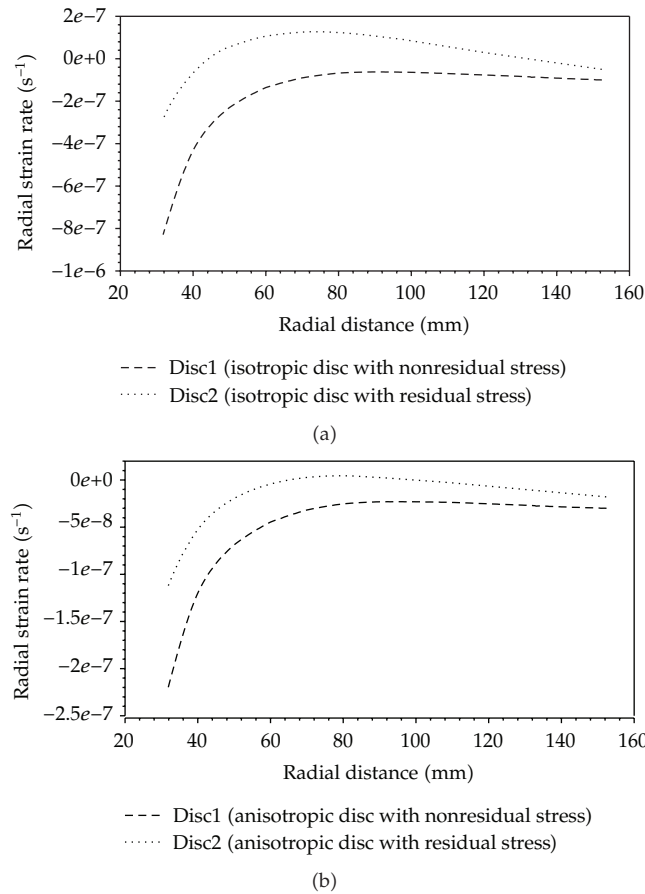 2e-7
0e+0
−2e-7
−4e-7
−6e-7
−8e-7
−1e-6
Radial strain rate (s⁻¹)
20 40 60 80 100 120 140 160
Radial distance (mm)
Disc1 (isotropic disc with nonresidual stress)
Disc2 (isotropic disc with residual stress)
(a)
0e+0
−5e-8
−1e-7
−1.5e-7
−2e-7
−2.5e-7
Radial strain rate (s⁻¹)
20 40 60 80 100 120 140 160
Radial distance (mm)
Disc1 (anisotropic disc with nonresidual stress)
Disc2 (anisotropic disc with residual stress)
(b)